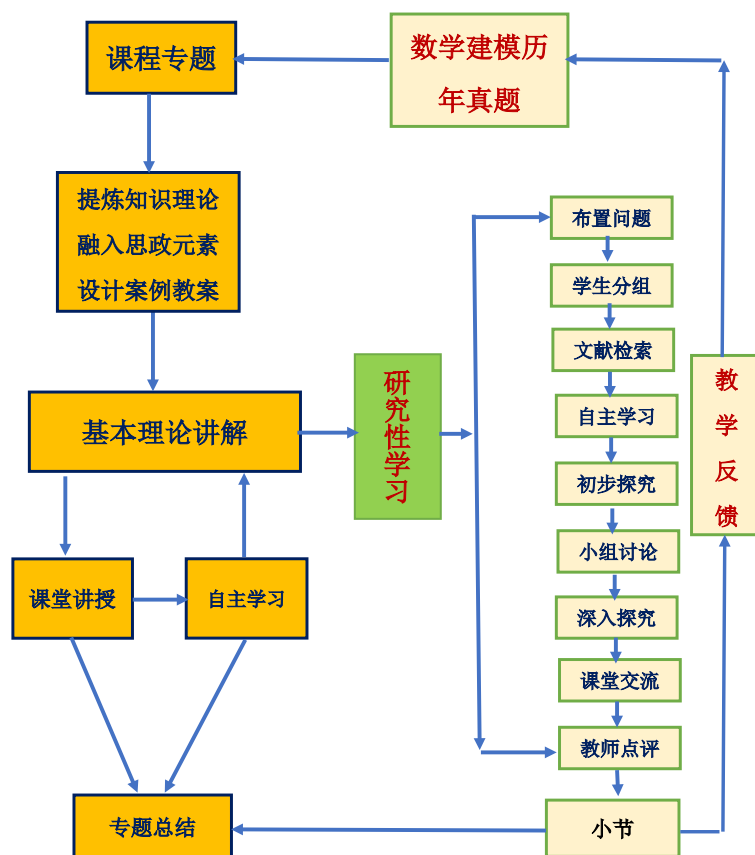 课程专题
数学建模历
年真题
提炼知识理论
融入思政元素
设计案例教案
基本理论讲解
课堂讲授
自主学习
专题总结
研究性学习
布置问题
学生分组
文献检索
自主学习
初步探究
小组讨论
深入探究
课堂交流
教师点评
小节
教学反馈